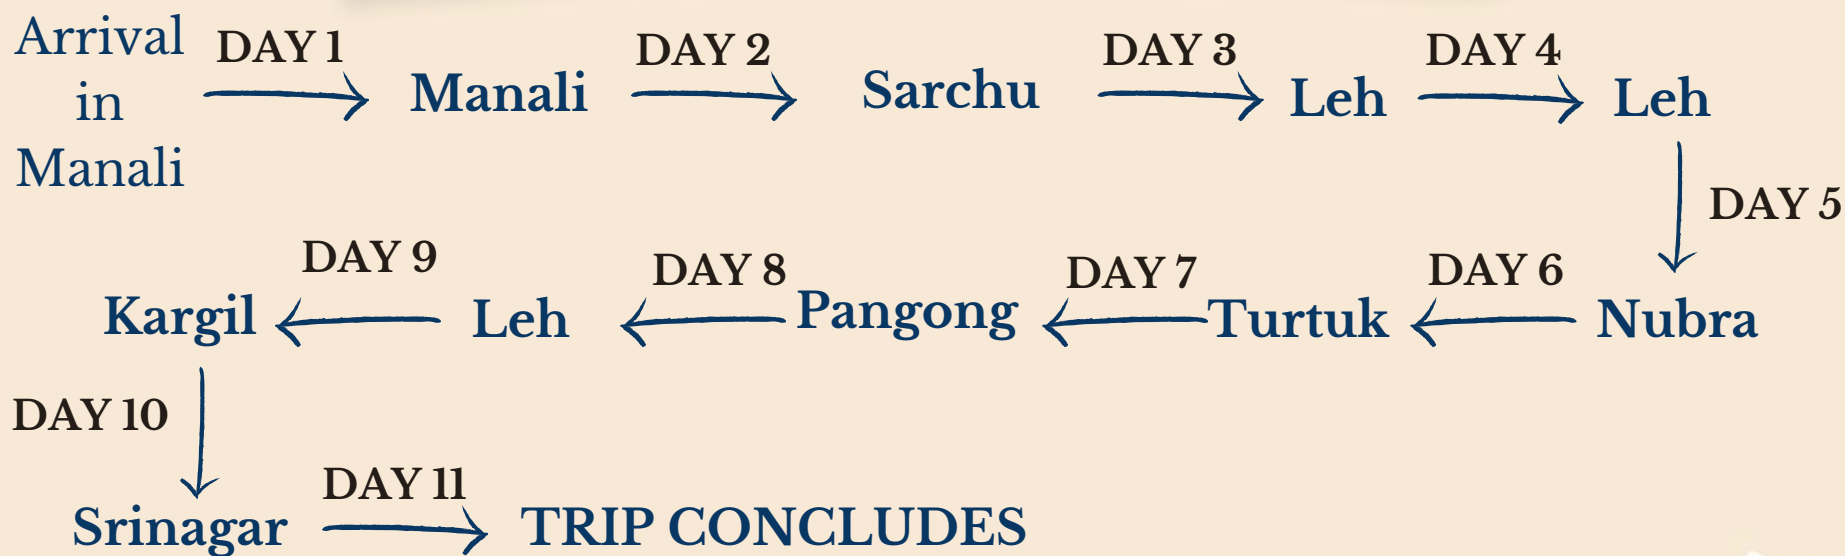 Arrival
in
Manali
DAY 1
Manali
DAY 2
Sarchu
DAY 3
Leh
DAY 4
Leh
DAY 5
Nubra
DAY 6
Turtuk
DAY 7
Pangong
DAY 8
Leh
DAY 9
Kargil
DAY 10
Srinagar
DAY 11
TRIP CONCLUDES